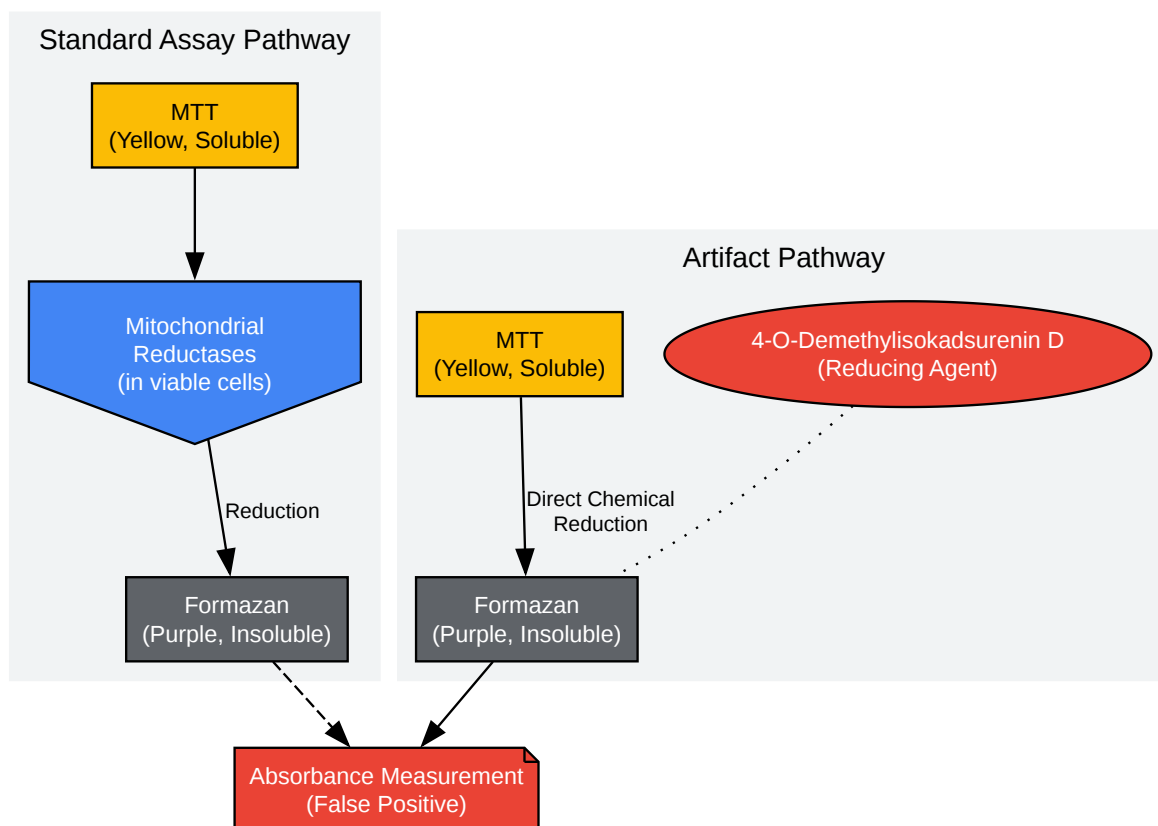 Standard Assay Pathway
MTT
(Yellow, Soluble)
Mitochondrial
Reductases
(in viable cells)
Reduction
Formazan
(Purple, Insoluble)
Artifact Pathway
MTT
(Yellow, Soluble)
4-O-Demethylisokadsurenin D
(Reducing Agent)
Direct Chemical
Reduction
Formazan
(Purple, Insoluble)
Absorbance Measurement
(False Positive)